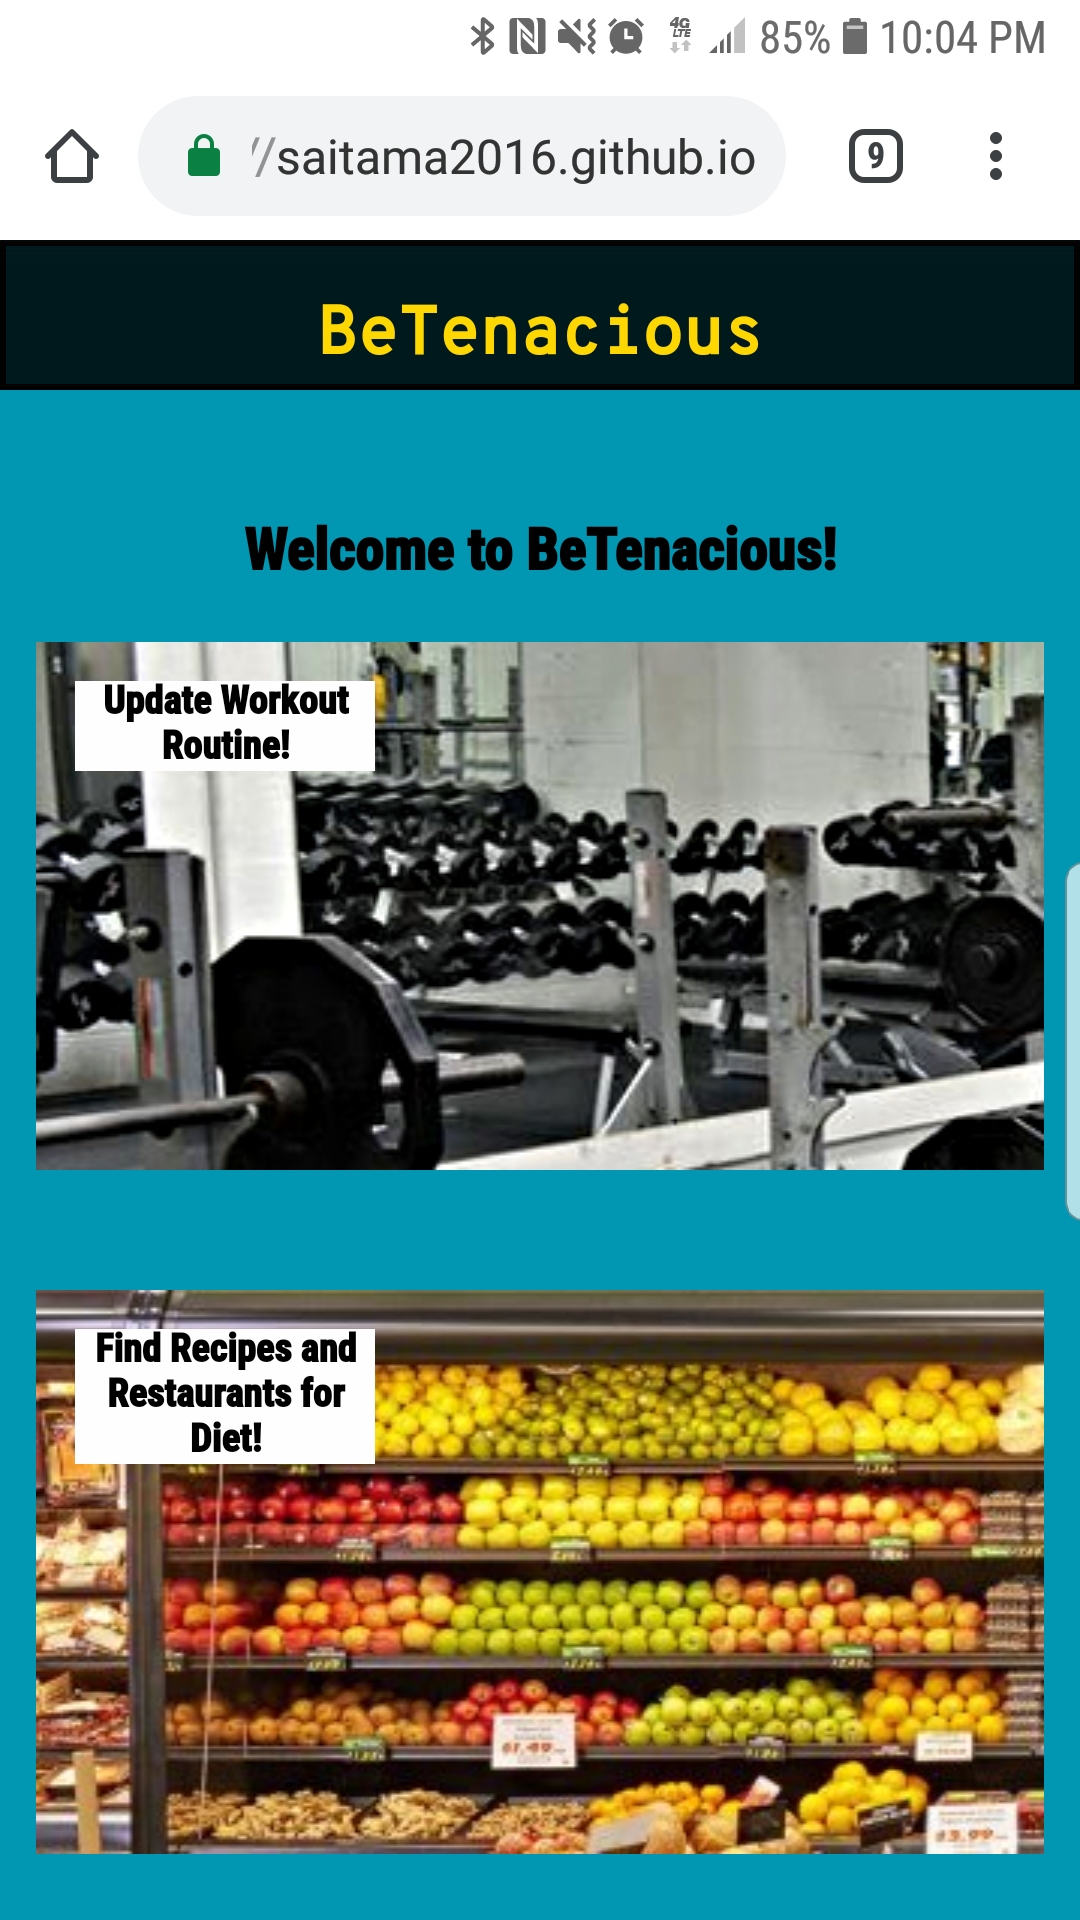 4G
LTE
85%
10:04 PM
//saitama2016.github.io
9
BeTenacious
Welcome to BeTenacious!
Update Workout
Routine!
Find Recipes and
Restaurants for
Diet!